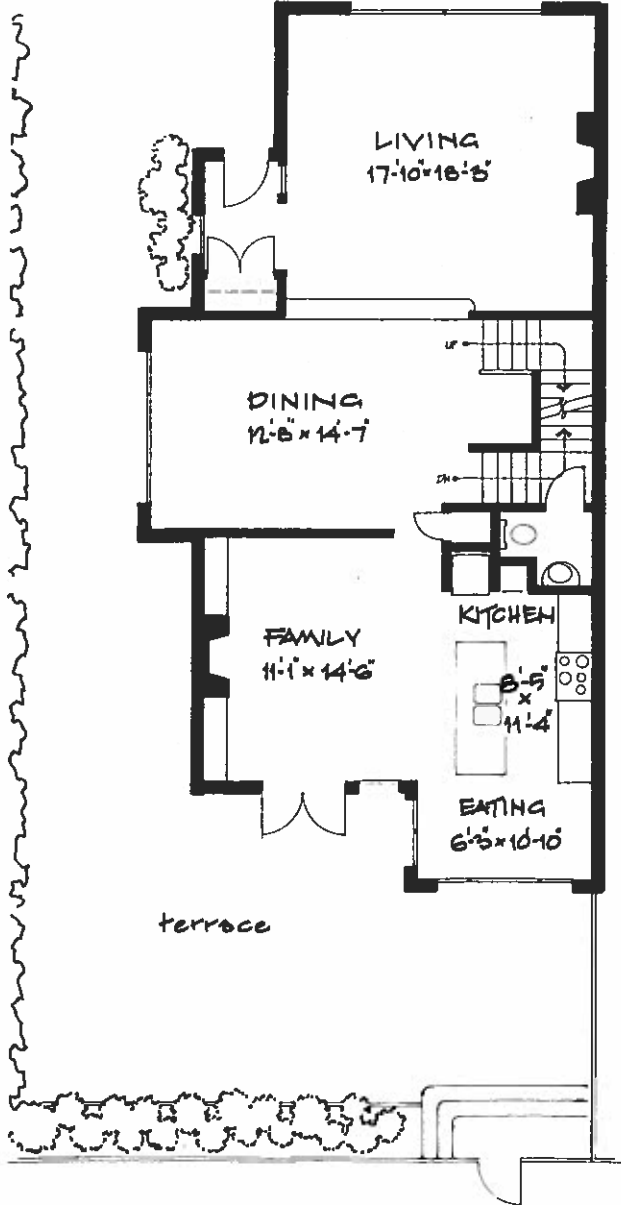 LIVING
17'-10" x 18'-3"
UP
DINING
12'-8" x 14'-7"
DN
KITCHEN
8'-5"
x
11'-4"
FAMILY
11'-1" x 14'-6"
EATING
6'-3" x 10'-10"
terrace